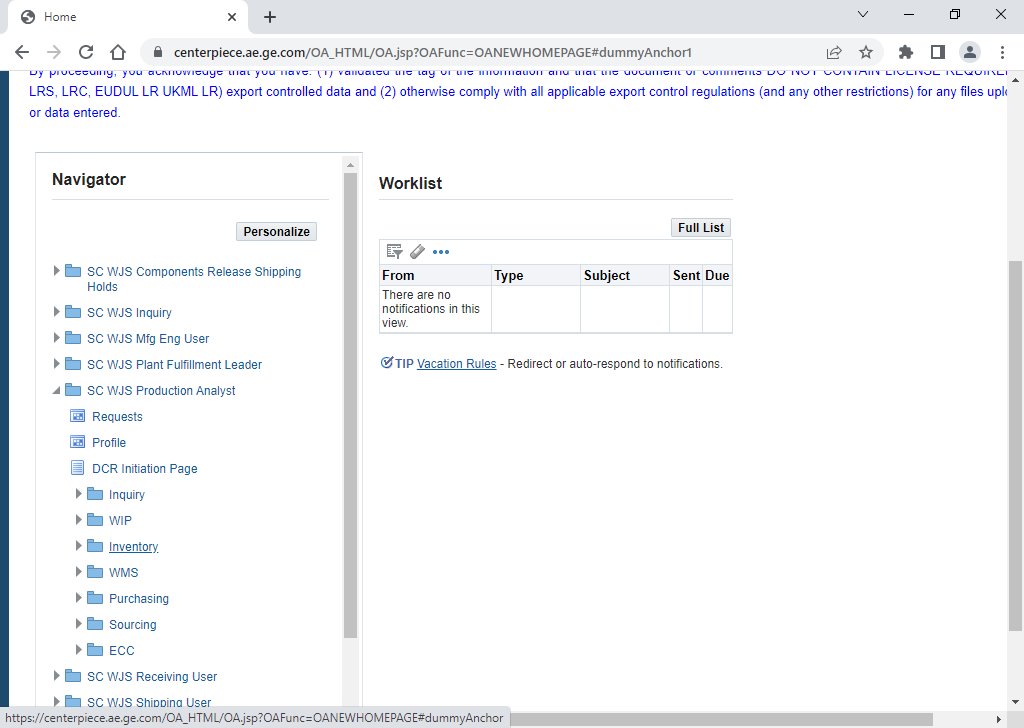 Home
centerpiece.ae.ge.com/OA_HTML/OA.jsp?OAFunc=OANEWHOMEPAGE#dummyAnchor1
By proceeding, you acknowledge that you have: (1) validated the tag of the information and that the document or comments DO NOT CONTAIN LICENSE REQUIRE
LRS, LRC, EUDUL LR UKML LR) export controlled data and (2) otherwise comply with all applicable export control regulations (and any other restrictions) for any files uplo
or data entered.
Navigator
Personalize
SC WJS Components Release Shipping
Holds
SC WJS Inquiry
SC WJS Mfg Eng User
SC WJS Plant Fulfillment Leader
SC WJS Production Analyst
Requests
Profile
DCR Initiation Page
Inquiry
WIP
Inventory
WMS
Purchasing
Sourcing
ECC
SC WJS Receiving User
SC WJS Shipping User
Worklist
Full List
From Type Subject Sent Due
There are no
notifications in this
view.
TIP Vacation Rules - Redirect or auto-respond to notifications.
https://centerpiece.ae.ge.com/OA_HTML/OA.jsp?OAFunc=OANEWHOMEPAGE#dummyAnchor